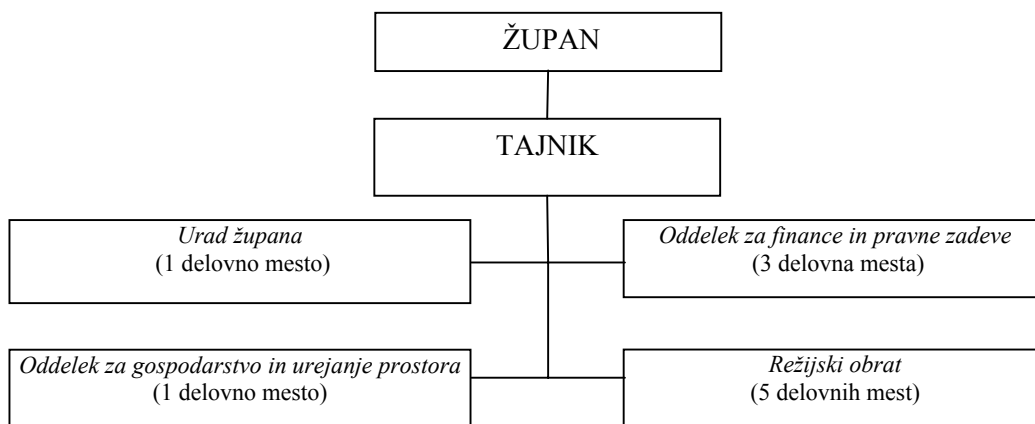 ŽUPAN
TAJNIK
Urad župana
(1 delovno mesto)
Oddelek za finance in pravne zadeve
(3 delovna mesta)
Oddelek za gospodarstvo in urejanje prostora
(1 delovno mesto)
Režijski obrat
(5 delovnih mest)